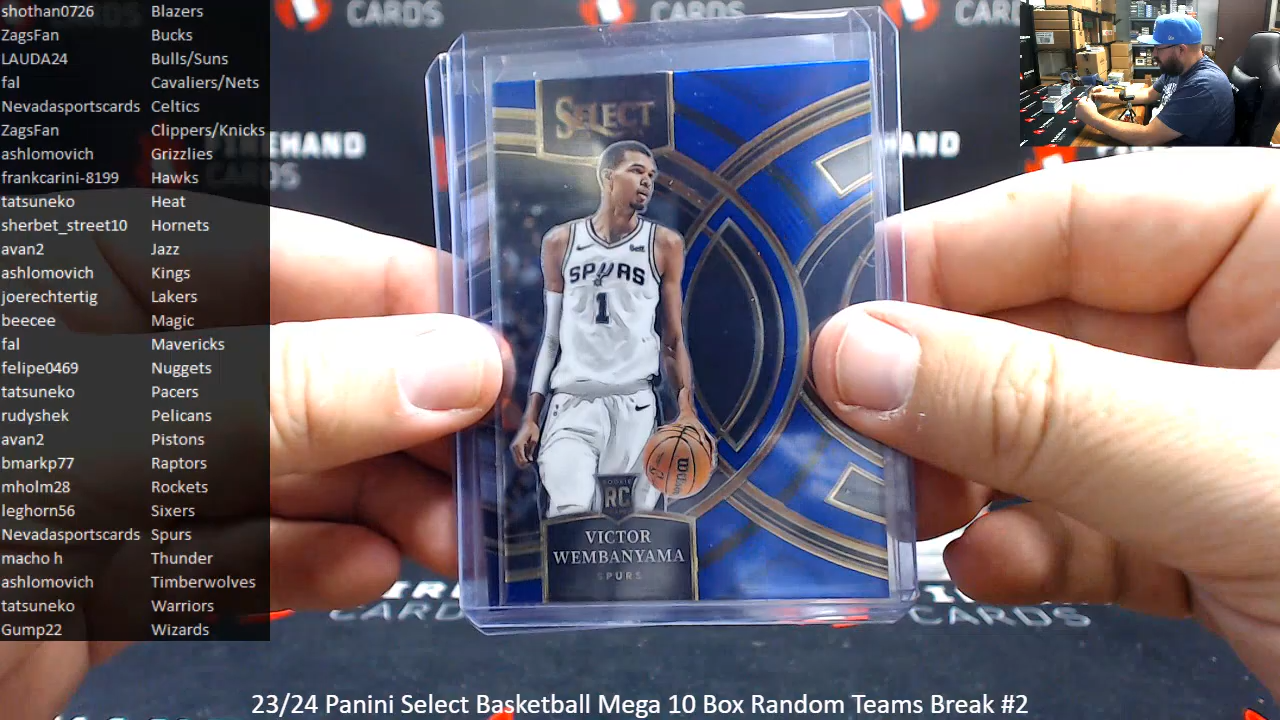 shothan0726 Blazers
ZagsFan Bucks
LAUDA24 Bulls/Suns
fal Cavaliers/Nets
Nevadasportscards Celtics
ZagsFan Clippers/Knicks
ashlomovich Grizzlies
frankcarini-8199 Hawks
tatsuneko Heat
sherbet_street10 Hornets
avan2 Jazz
ashlomovich Kings
joerechtertig Lakers
beecee Magic
fal Mavericks
felipe0469 Nuggets
tatsuneko Pacers
rudyshek Pelicans
avan2 Pistons
bmarkp77 Raptors
mholm28 Rockets
leghorn56 Sixers
Nevadasportscards Spurs
macho h Thunder
ashlomovich Timberwolves
tatsuneko Warriors
Gump22 Wizards
CARDS
CARDS
SELECT
SPURS
1
Wilson
ROOKIE
RC
VICTOR
WEMBANYAMA
SPURS
CARDS
CARDS
23/24 Panini Select Basketball Mega 10 Box Random Teams Break #2